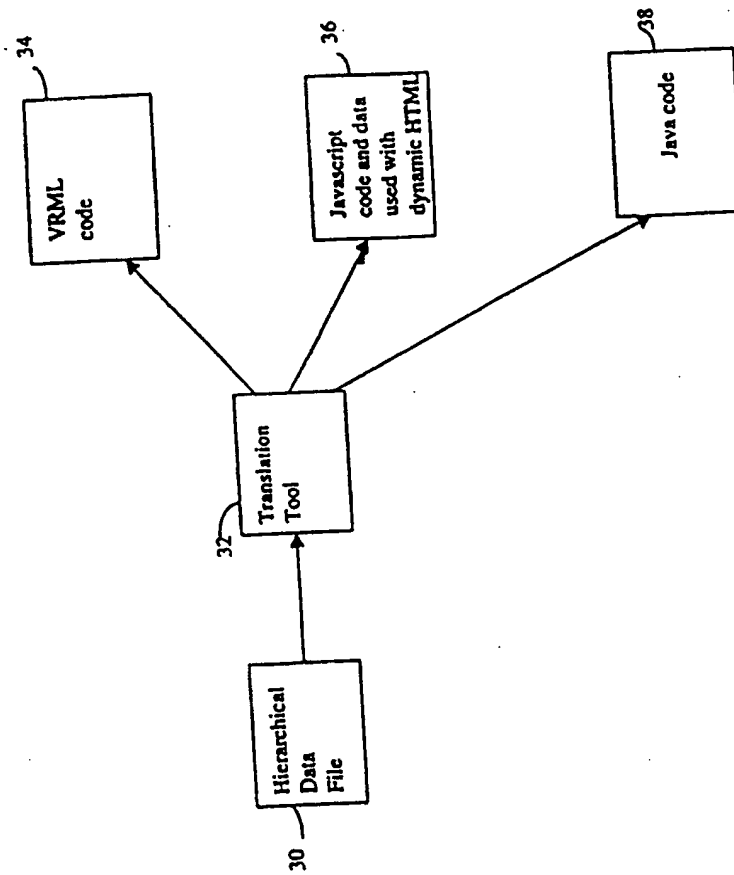 34
VRML
code
36
Javascript
code and data
used with
dynamic HTML
38
Java code
32
Translation
Tool
Hierarchical
Data
File
30